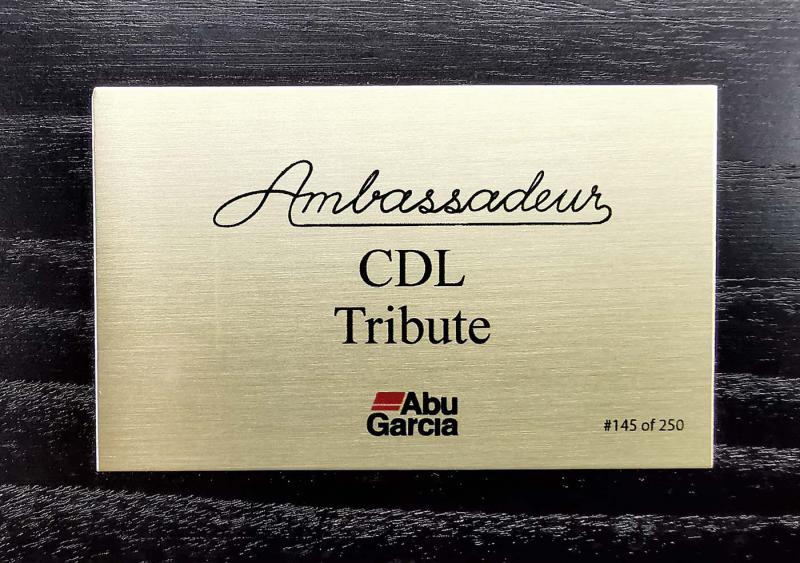 Ambassadeur
CDL
Tribute
Abu
Garcia
#145 of 250